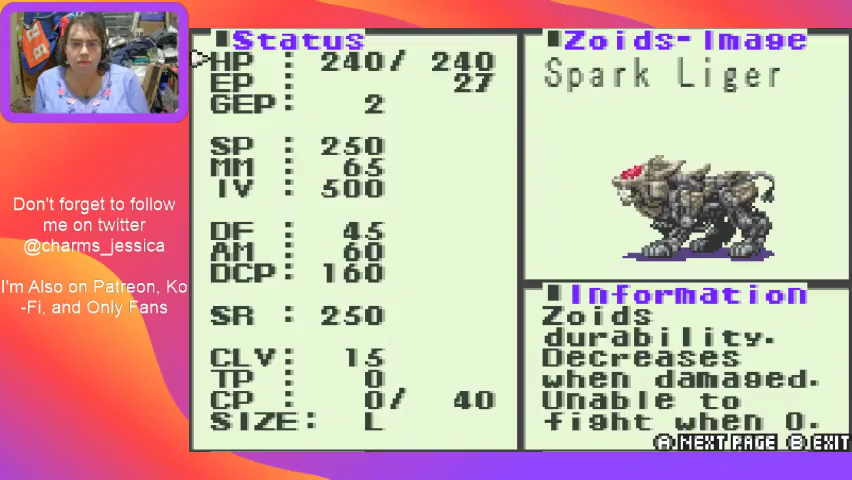 Don't forget to follow
me on twitter
@charms_jessica
I'm Also on Patreon, Ko
-Fi, and Only Fans
Status
HP : 240/ 240
EP : 27
GEP: 2
SP : 250
MM : 65
IV : 500
DF : 45
AM : 60
DCP: 160
SR : 250
CLV: 15
TP : 0
CP : 0/ 40
SIZE: L
Zoids-Image
Spark Liger
Information
Zoids
durability.
Decreases
when damaged.
Unable to
fight when 0.
(A)NEXT PAGE (B)EXIT